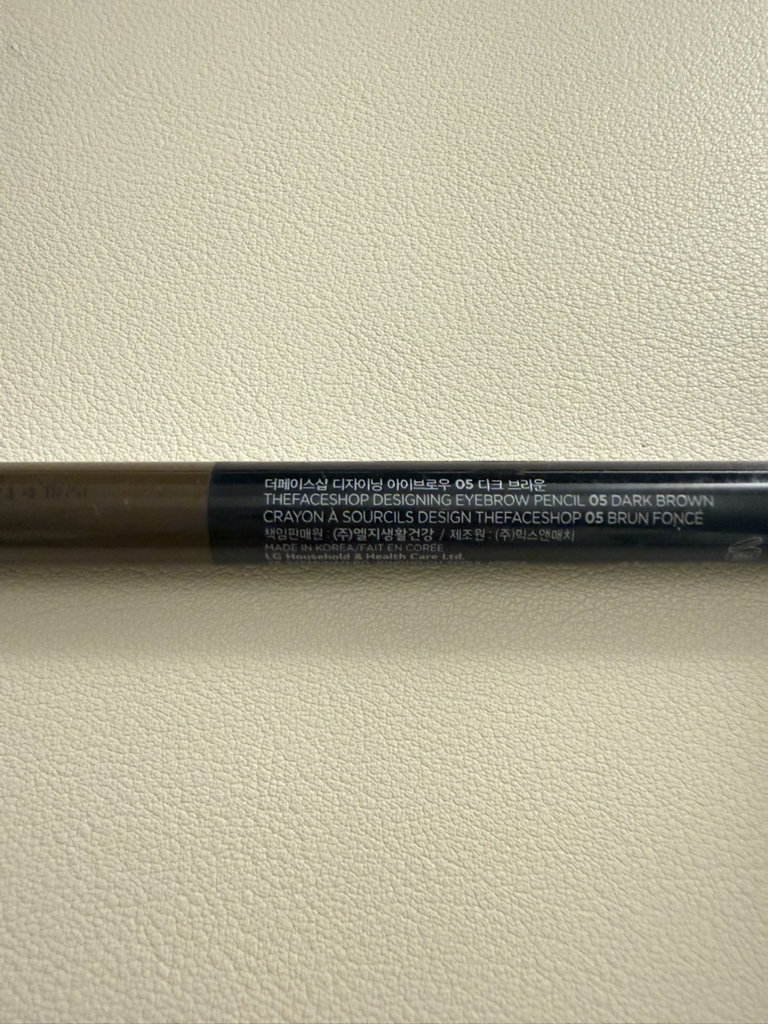 더페이스샵 디자이닝 아이브로우 05 다크 브라운
THEFACESHOP DESIGNING EYEBROW PENCIL 05 DARK BROWN
CRAYON À SOURCILS DESIGN THEFACESHOP 05 BRUN FONCÉ
책임판매원 : (주)엘지생활건강 / 제조원 : (주)믹스앤매치
MADE IN KOREA/FAIT EN CORÉE
LG Household & Health Care Ltd.